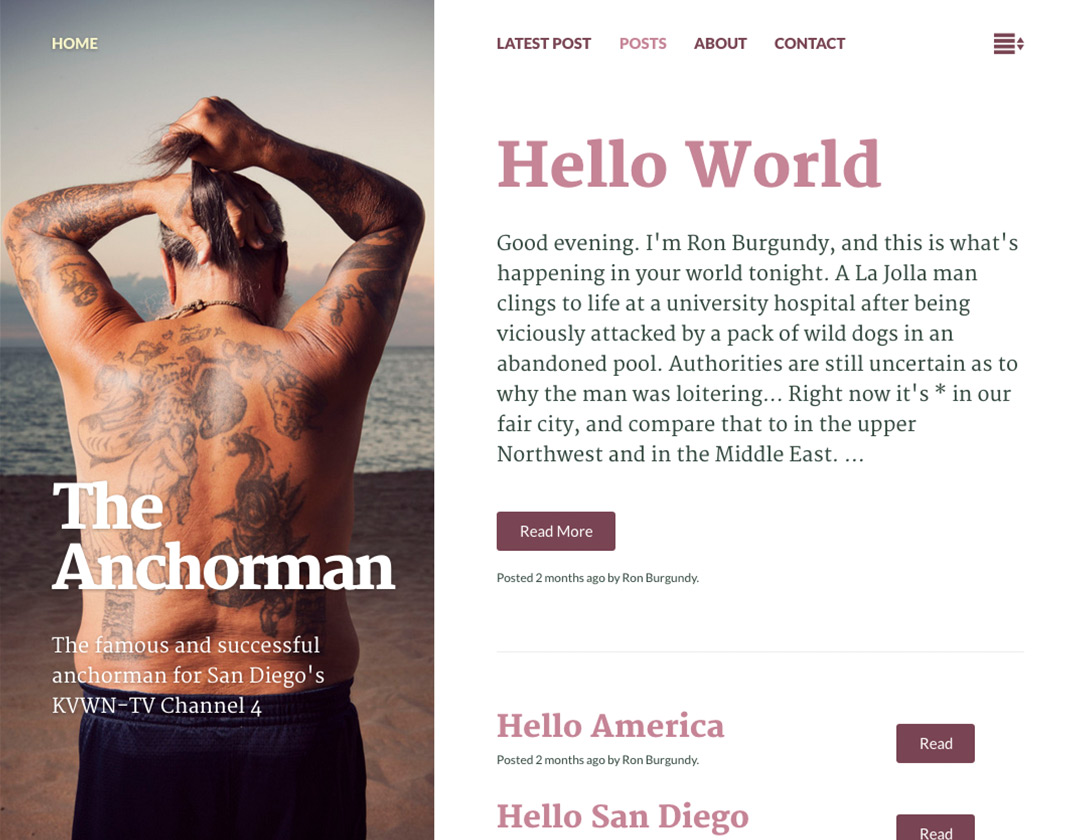 HOME
LATEST POST POSTS ABOUT CONTACT
Hello World
Good evening. I'm Ron Burgundy, and this is what's
happening in your world tonight. A La Jolla man
clings to life at a university hospital after being
viciously attacked by a pack of wild dogs in an
abandoned pool. Authorities are still uncertain as to
why the man was loitering… Right now it's * in our
fair city, and compare that to in the upper
Northwest and in the Middle East. …
Read More
Posted 2 months ago by Ron Burgundy.
The
Anchorman
The famous and successful
anchorman for San Diego's
KVWN-TV Channel 4
Hello America
Read
Posted 2 months ago by Ron Burgundy.
Hello San Diego
Read